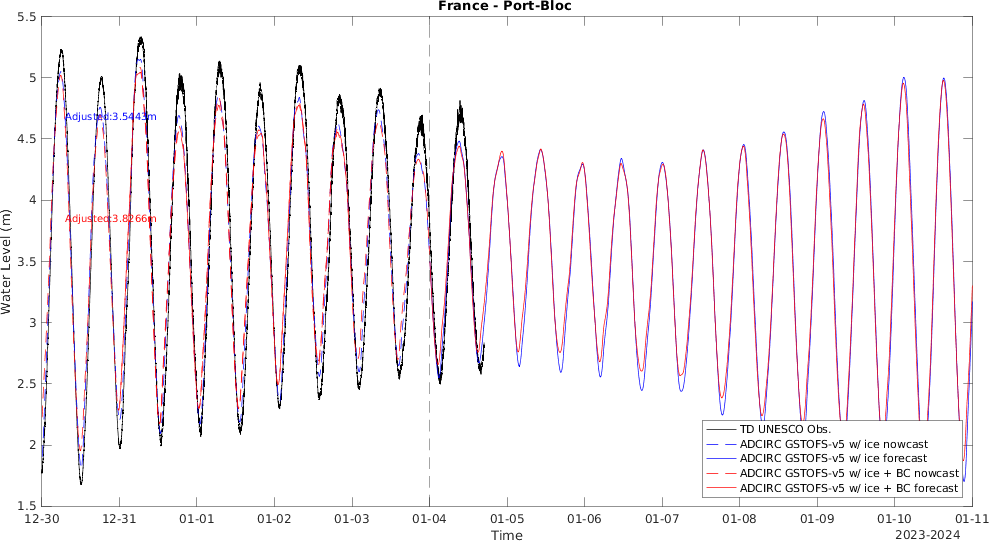 France - Port-Bloc
Water Level (m)
5.5
5
4.5
4
3.5
3
2.5
2
1.5
Adjusted:3.5443m
Adjusted:3.8266m
TD UNESCO Obs.
ADCIRC GSTOFS-v5 w/ ice nowcast
ADCIRC GSTOFS-v5 w/ ice forecast
ADCIRC GSTOFS-v5 w/ ice + BC nowcast
ADCIRC GSTOFS-v5 w/ ice + BC forecast
12-30 12-31 01-01 01-02 01-03 01-04 01-05 01-06 01-07 01-08 01-09 01-10 01-11
Time
2023-2024